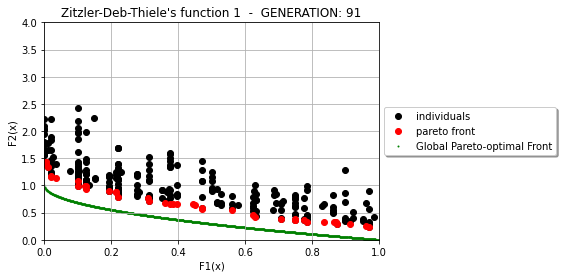 Zitzler-Deb-Thiele's function 1 - GENERATION: 91
F2(x)
4.0
3.5
3.0
2.5
2.0
1.5
1.0
0.5
0.0
0.0 0.2 0.4 0.6 0.8 1.0
F1(x)
individuals
pareto front
Global Pareto-optimal Front